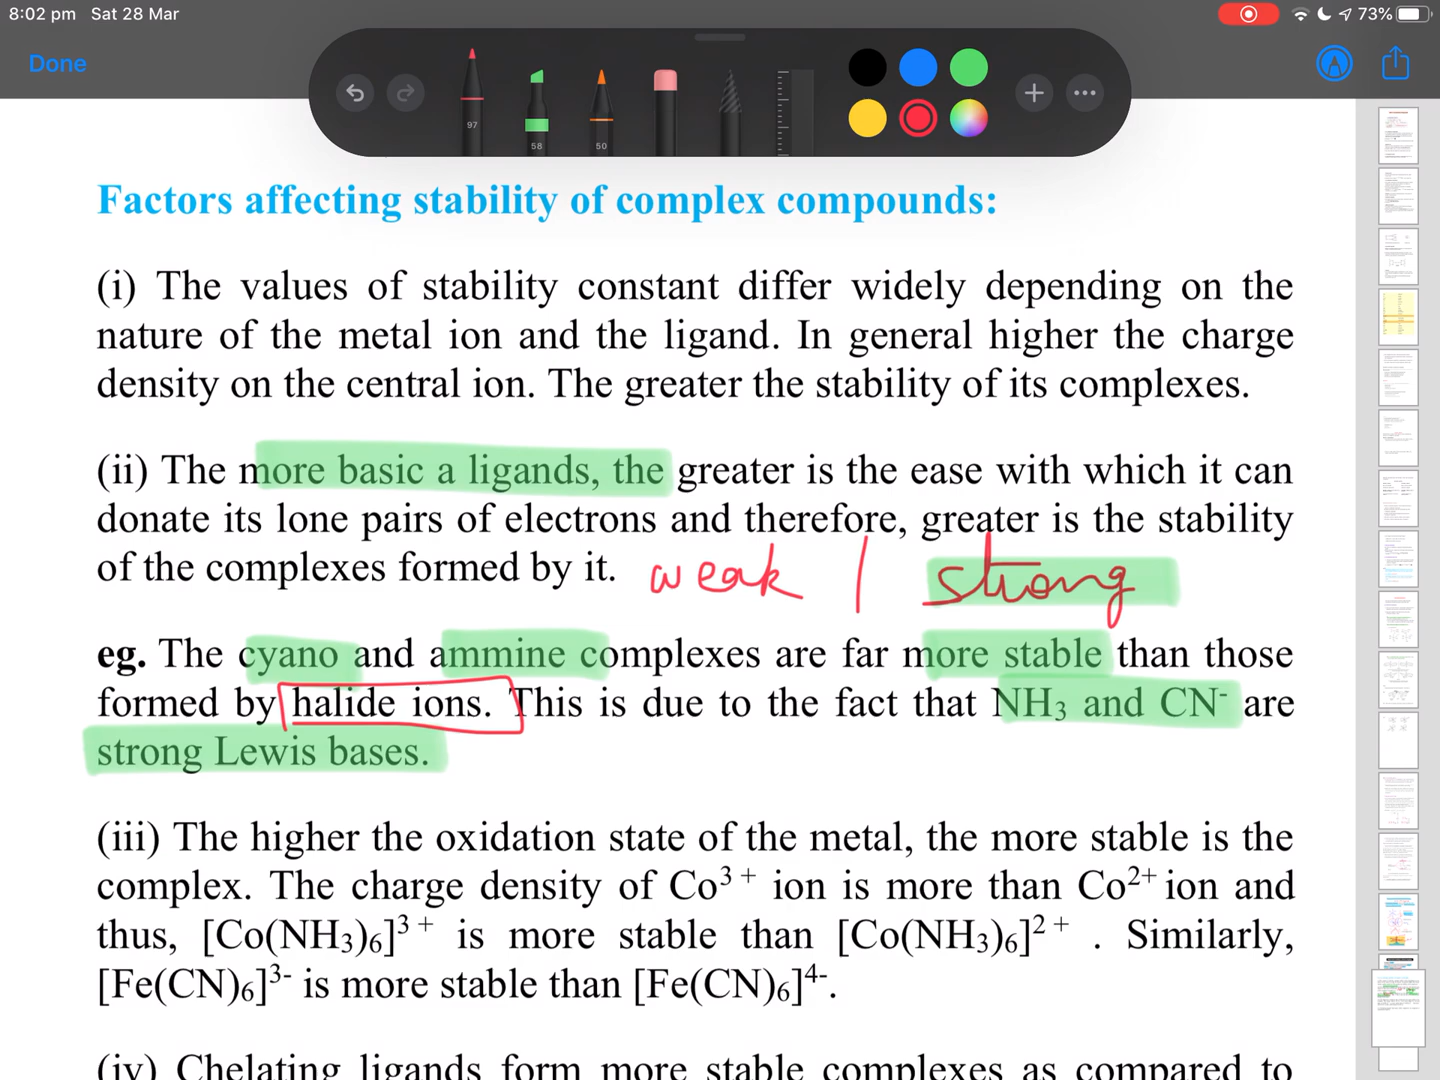 8:02 pm Sat 28 Mar
73%
Done
97
58
50
Factors affecting stability of complex compounds:
(i) The values of stability constant differ widely depending on the
nature of the metal ion and the ligand. In general higher the charge
density on the central ion. The greater the stability of its complexes.
(ii) The more basic a ligands, the greater is the ease with which it can
donate its lone pairs of electrons and therefore, greater is the stability
of the complexes formed by it. weak | strong
eg. The cyano and ammine complexes are far more stable than those
formed by halide ions. This is due to the fact that NH₃ and CN⁻ are
strong Lewis bases.
(iii) The higher the oxidation state of the metal, the more stable is the
complex. The charge density of Co³⁺ ion is more than Co²⁺ ion and
thus, [Co(NH₃)₆]³⁺ is more stable than [Co(NH₃)₆]²⁺ . Similarly,
[Fe(CN)₆]³⁻ is more stable than [Fe(CN)₆]⁴⁻.
(iv) Chelating ligands form more stable complexes as compared to